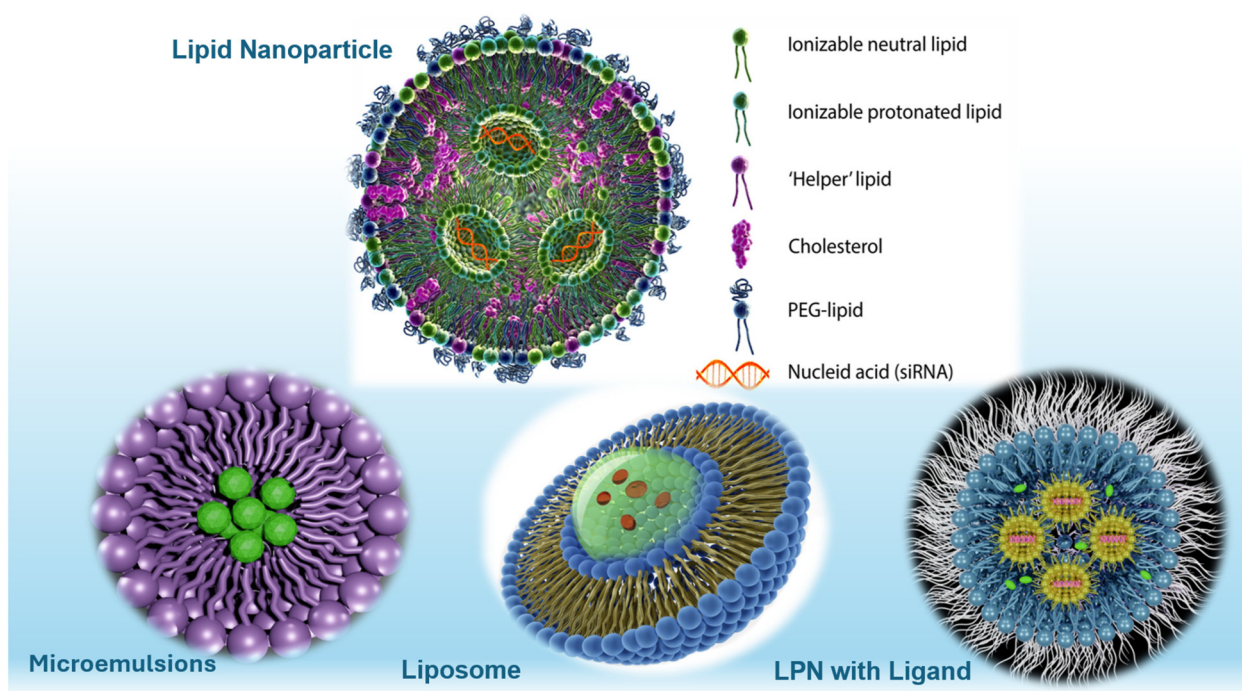 Lipid Nanoparticle
Ionizable neutral lipid
Ionizable protonated lipid
‘Helper’ lipid
Cholesterol
PEG-lipid
Nucleid acid (siRNA)
Microemulsions
Liposome
LPN with Ligand